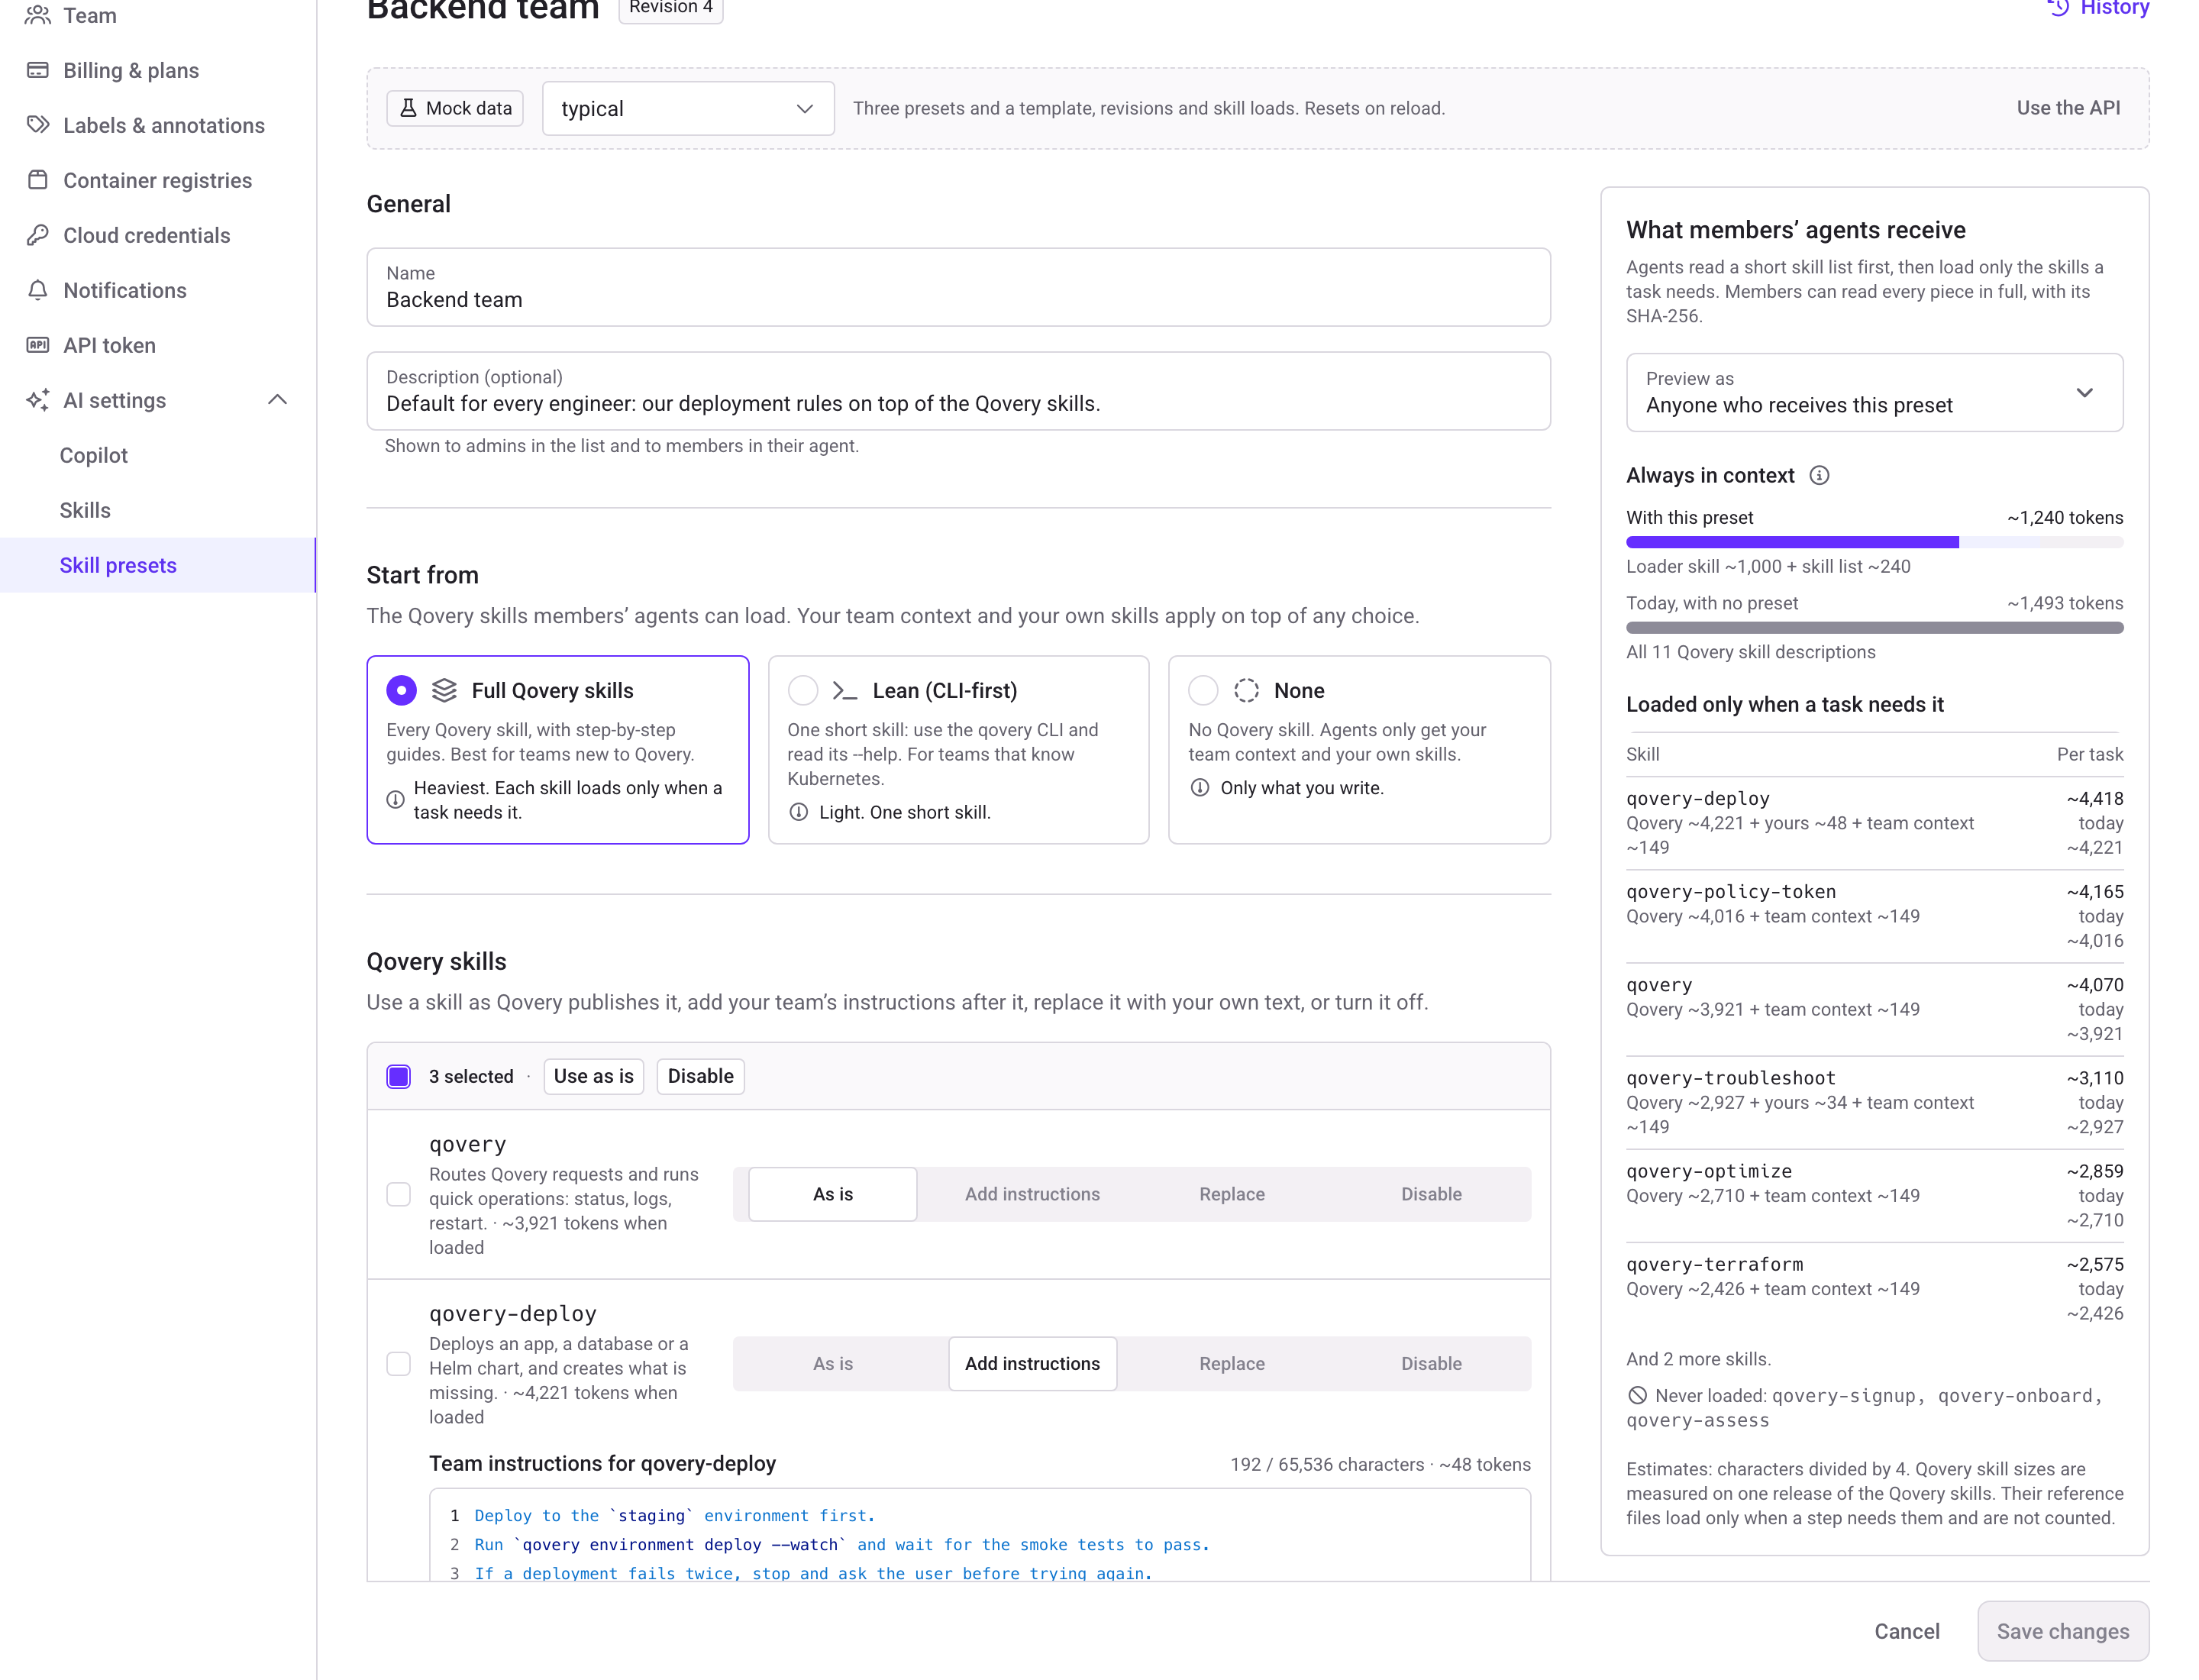 Team
Billing & plans
Labels & annotations
Container registries
Cloud credentials
Notifications
API token
AI settings
Copilot
Skills
Skill presets
Backend team
Revision 4
History
Mock data
typical
Three presets and a template, revisions and skill loads. Resets on reload.
Use the API
General
Name
Backend team
Description (optional)
Default for every engineer: our deployment rules on top of the Qovery skills.
Shown to admins in the list and to members in their agent.
Start from
The Qovery skills members’ agents can load. Your team context and your own skills apply on top of any choice.
Full Qovery skills
Every Qovery skill, with step-by-step
guides. Best for teams new to Qovery.
Heaviest. Each skill loads only when a
task needs it.
Lean (CLI-first)
One short skill: use the qovery CLI and
read its --help. For teams that know
Kubernetes.
Light. One short skill.
None
No Qovery skill. Agents only get your
team context and your own skills.
Only what you write.
Qovery skills
Use a skill as Qovery publishes it, add your team’s instructions after it, replace it with your own text, or turn it off.
3 selected · Use as is Disable
qovery
Routes Qovery requests and runs
quick operations: status, logs,
restart. · ~3,921 tokens when
loaded
As is Add instructions Replace Disable
qovery-deploy
Deploys an app, a database or a
Helm chart, and creates what is
missing. · ~4,221 tokens when
loaded
As is Add instructions Replace Disable
Team instructions for qovery-deploy
192 / 65,536 characters · ~48 tokens
1 Deploy to the `staging` environment first.
2 Run `qovery environment deploy --watch` and wait for the smoke tests to pass.
3 If a deployment fails twice, stop and ask the user before trying again.
What members’ agents receive
Agents read a short skill list first, then load only the skills a
task needs. Members can read every piece in full, with its
SHA-256.
Preview as
Anyone who receives this preset
Always in context
With this preset ~1,240 tokens
Loader skill ~1,000 + skill list ~240
Today, with no preset ~1,493 tokens
All 11 Qovery skill descriptions
Loaded only when a task needs it
Skill Per task
qovery-deploy ~4,418
Qovery ~4,221 + yours ~48 + team context today
~149 ~4,221
qovery-policy-token ~4,165
Qovery ~4,016 + team context ~149 today
~4,016
qovery ~4,070
Qovery ~3,921 + team context ~149 today
~3,921
qovery-troubleshoot ~3,110
Qovery ~2,927 + yours ~34 + team context today
~149 ~2,927
qovery-optimize ~2,859
Qovery ~2,710 + team context ~149 today
~2,710
qovery-terraform ~2,575
Qovery ~2,426 + team context ~149 today
~2,426
And 2 more skills.
Never loaded: qovery-signup, qovery-onboard,
qovery-assess
Estimates: characters divided by 4. Qovery skill sizes are
measured on one release of the Qovery skills. Their reference
files load only when a step needs them and are not counted.
Cancel
Save changes